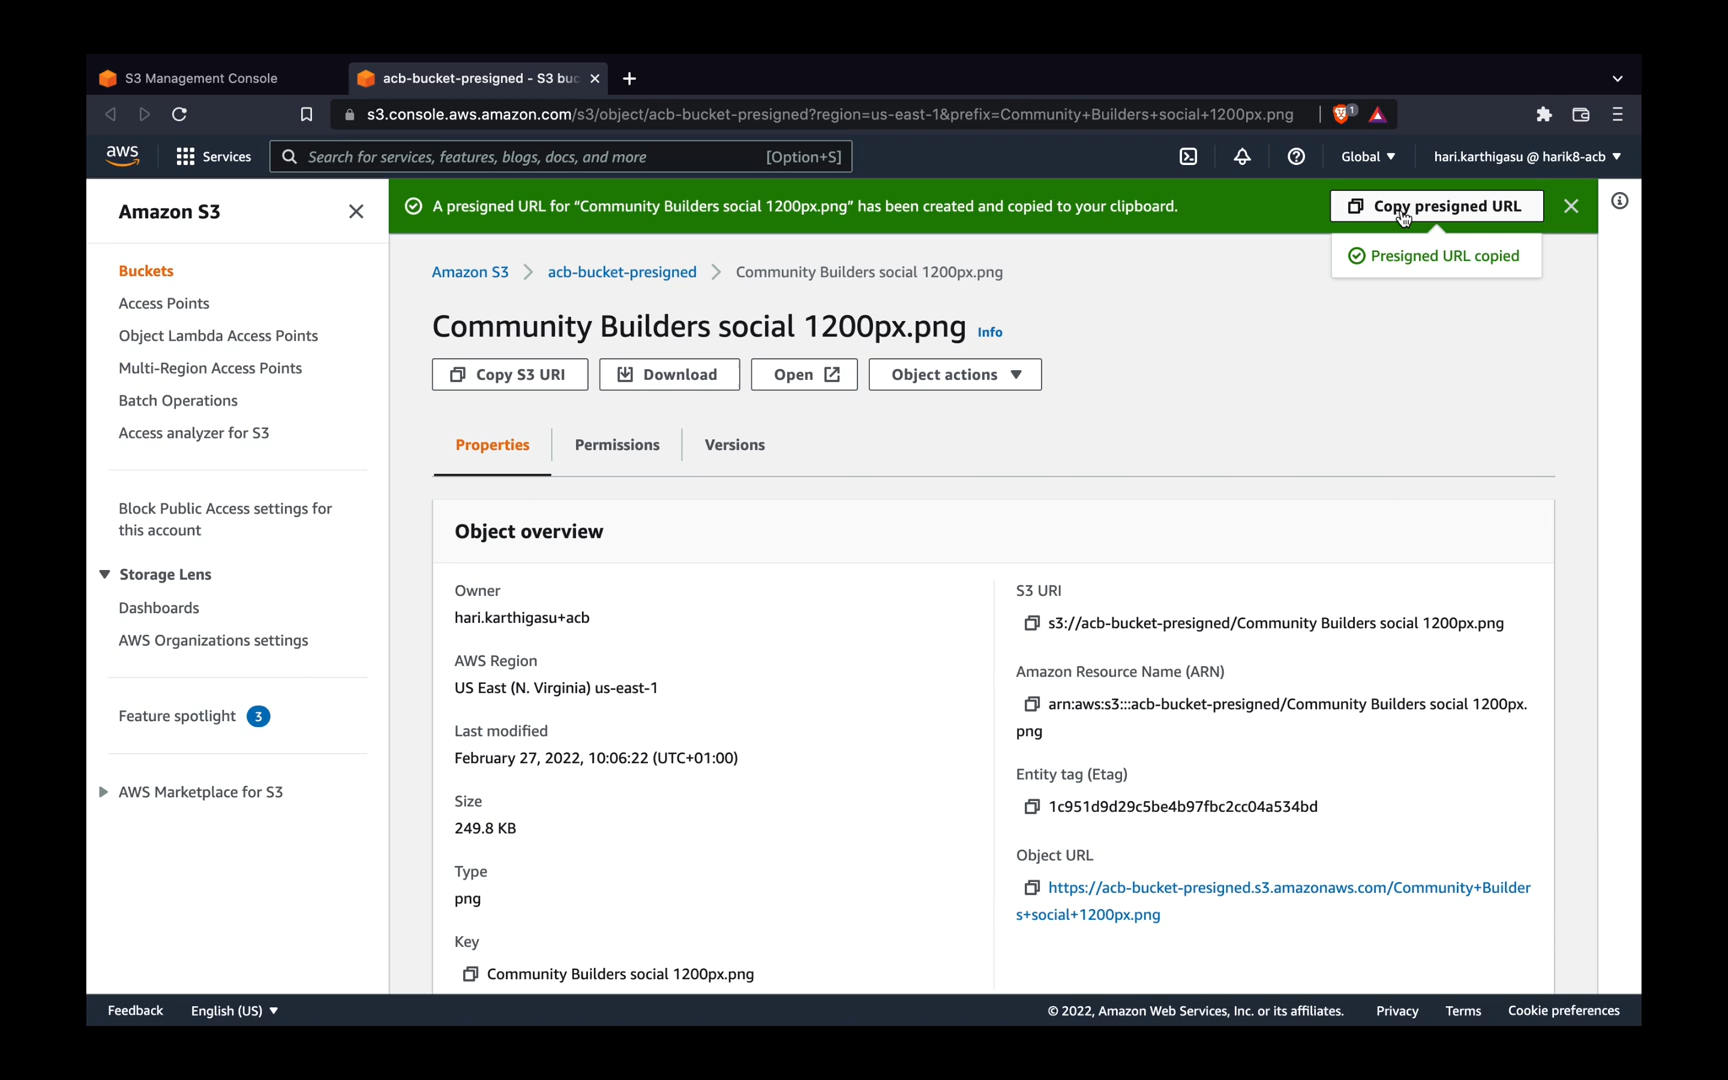 S3 Management Console
acb-bucket-presigned - S3 buc
s3.console.aws.amazon.com/s3/object/acb-bucket-presigned?region=us-east-1&prefix=Community+Builders+social+1200px.png
1
aws
Services
Search for services, features, blogs, docs, and more
[Option+S]
Global
hari.karthigasu @ harik8-acb
Amazon S3
Buckets
Access Points
Object Lambda Access Points
Multi-Region Access Points
Batch Operations
Access analyzer for S3
Block Public Access settings for
this account
Storage Lens
Dashboards
AWS Organizations settings
Feature spotlight 3
AWS Marketplace for S3
A presigned URL for “Community Builders social 1200px.png” has been created and copied to your clipboard.
Copy presigned URL
Presigned URL copied
Amazon S3
acb-bucket-presigned
Community Builders social 1200px.png
Community Builders social 1200px.png Info
Copy S3 URI
Download
Open
Object actions
Properties
Permissions
Versions
Object overview
Owner
hari.karthigasu+acb
AWS Region
US East (N. Virginia) us-east-1
Last modified
February 27, 2022, 10:06:22 (UTC+01:00)
Size
249.8 KB
Type
png
Key
Community Builders social 1200px.png
S3 URI
s3://acb-bucket-presigned/Community Builders social 1200px.png
Amazon Resource Name (ARN)
arn:aws:s3:::acb-bucket-presigned/Community Builders social 1200px.
png
Entity tag (Etag)
1c951d9d29c5be4b97fbc2cc04a534bd
Object URL
https://acb-bucket-presigned.s3.amazonaws.com/Community+Builder
s+social+1200px.png
Feedback
English (US)
© 2022, Amazon Web Services, Inc. or its affiliates.
Privacy
Terms
Cookie preferences